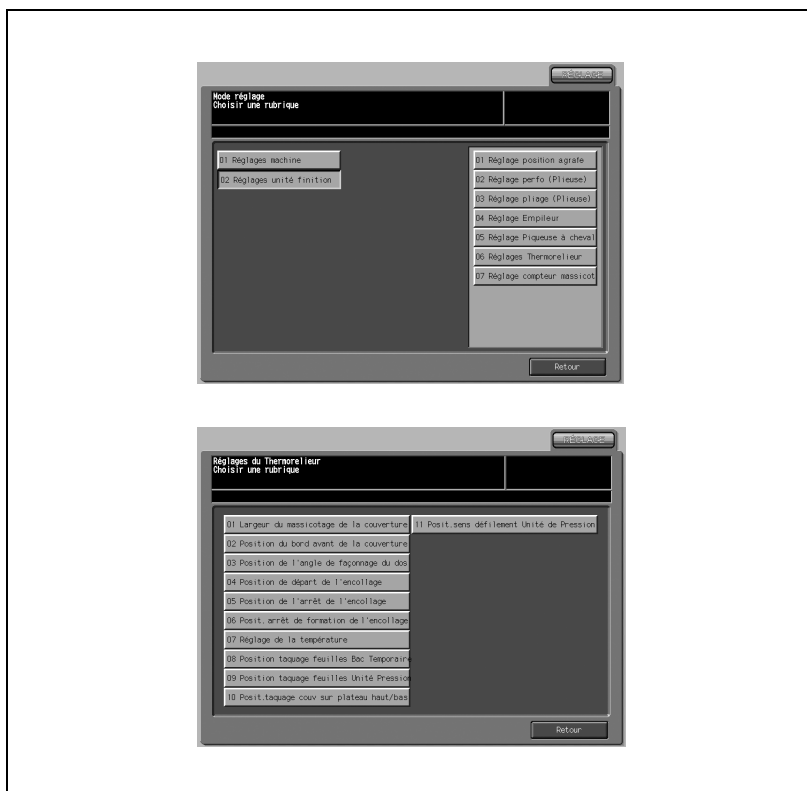 RÉGLAGE
Mode réglage
Choisir une rubrique
01 Réglages machine
02 Réglages unité finition
01 Réglage position agrafe
02 Réglage perfo (Plieuse)
03 Réglage pliage (Plieuse)
04 Réglage Empileur
05 Réglage Piqueuse à cheval
06 Réglages Thermorelieur
07 Réglage compteur massicot
Retour
RÉGLAGE
Réglages du Thermorelieur
Choisir une rubrique
01 Largeur du massicotage de la couverture
02 Position du bord avant de la couverture
03 Position de l'angle de façonnage du dos
04 Position de départ de l'encollage
05 Position de l'arrêt de l'encollage
06 Posit. arrêt de formation de l'encollage
07 Réglage de la température
08 Position taquage feuilles Bac Temporaire
09 Position taquage feuilles Unité Pression
10 Posit.taquage couv sur plateau haut/bas
11 Posit.sens défilement Unité de Pression
Retour